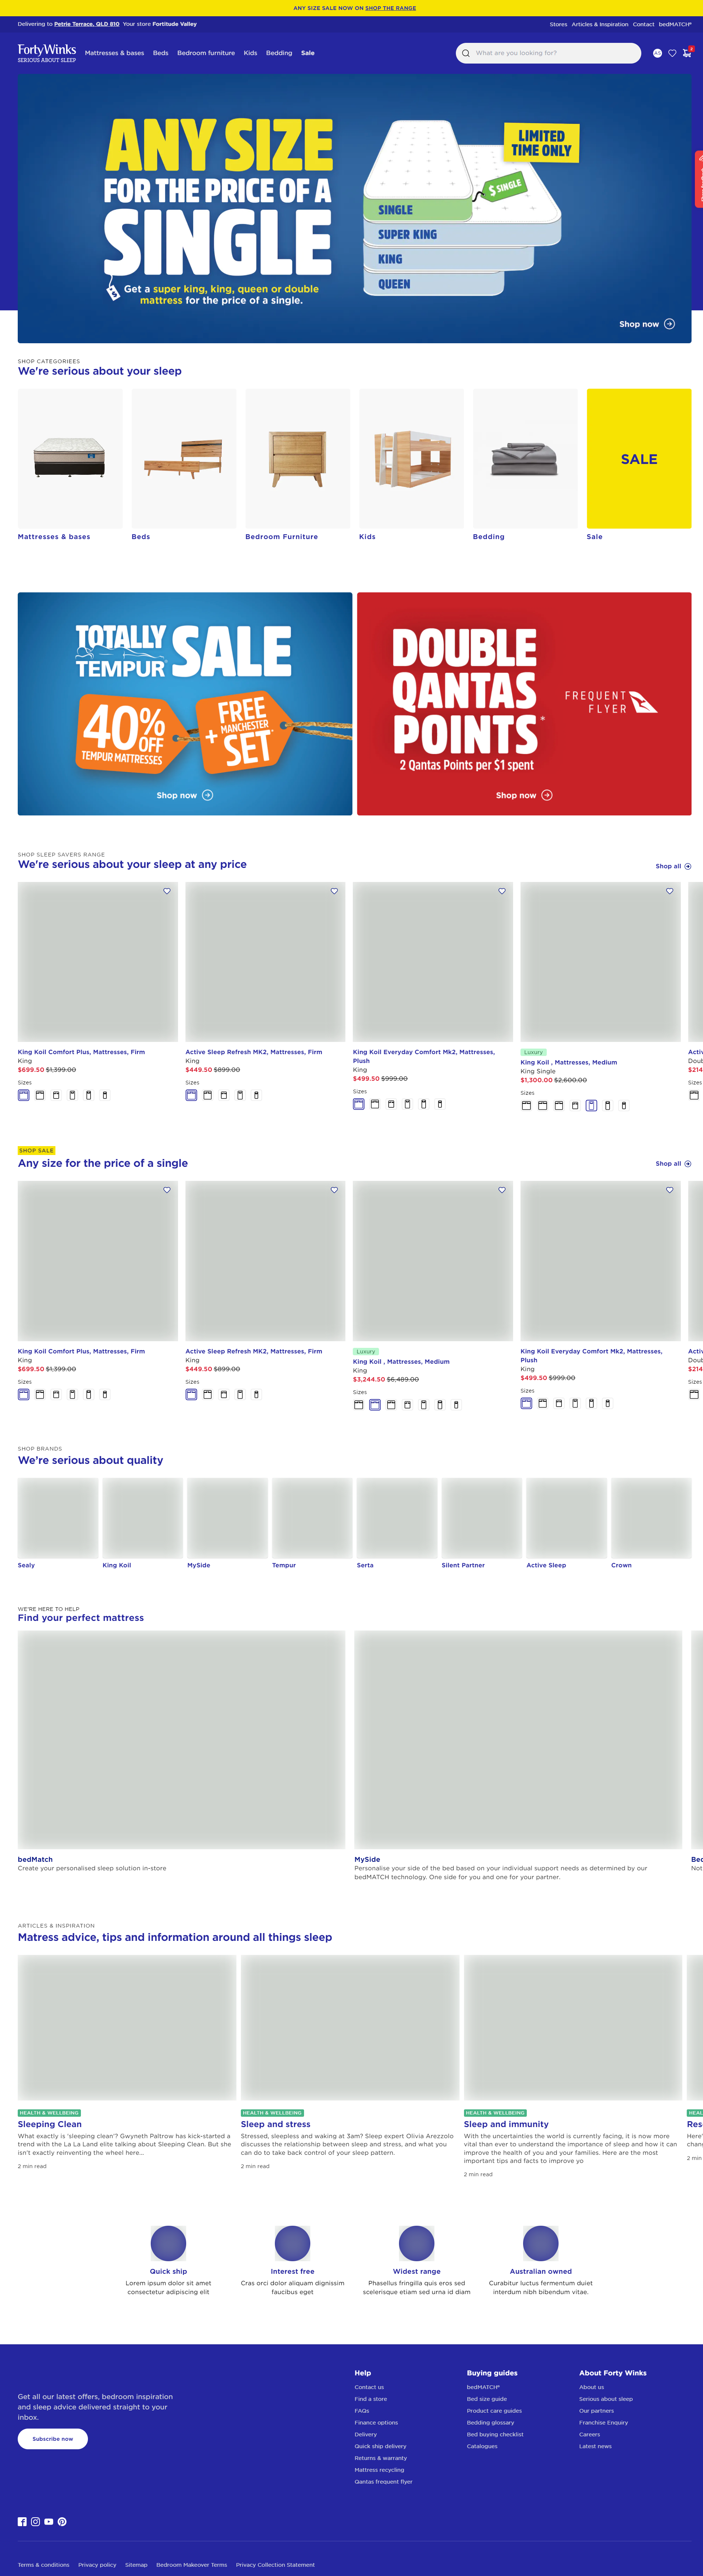 ANY SIZE SALE NOW ON SHOP THE RANGE
Delivering to Petrie Terrace, QLD 810 Your store Fortitude Valley
Stores Articles & Inspiration Contact bedMATCH®
FortyWinks
SERIOUS ABOUT SLEEP
Mattresses & bases Beds Bedroom furniture Kids Bedding Sale
What are you looking for?
ANY SIZE
FOR THE PRICE OF A
SINGLE
Get a super king, king, queen or double
mattress for the price of a single.
LIMITED
TIME ONLY
$ SINGLE
SINGLE
SUPER KING
KING
QUEEN
Shop now
SHOP CATEGORIEES
We're serious about your sleep
SALE
Mattresses & bases
Beds
Bedroom Furniture
Kids
Bedding
Sale
TOTALLY
TEMPUR®
SALE
40%
OFF
TEMPUR MATTRESSES
+
FREE
MANCHESTER
SET*
Shop now
DOUBLE
QANTAS
POINTS*
2 Qantas Points per $1 spent
FREQUENT
FLYER
Shop now
SHOP SLEEP SAVERS RANGE
We're serious about your sleep at any price
Shop all
King Koil Comfort Plus, Mattresses, Firm
King
$699.50 $1,399.00
Sizes
Active Sleep Refresh MK2, Mattresses, Firm
King
$449.50 $899.00
Sizes
King Koil Everyday Comfort Mk2, Mattresses,
Plush
King
$499.50 $999.00
Sizes
Luxury
King Koil , Mattresses, Medium
King Single
$1,300.00 $2,600.00
Sizes
Activ
Doub
$214
Sizes
SHOP SALE
Any size for the price of a single
Shop all
King Koil Comfort Plus, Mattresses, Firm
King
$699.50 $1,399.00
Sizes
Active Sleep Refresh MK2, Mattresses, Firm
King
$449.50 $899.00
Sizes
Luxury
King Koil , Mattresses, Medium
King
$3,244.50 $6,489.00
Sizes
King Koil Everyday Comfort Mk2, Mattresses,
Plush
King
$499.50 $999.00
Sizes
Activ
Doub
$214
Sizes
SHOP BRANDS
We're serious about quality
Sealy
King Koil
MySide
Tempur
Serta
Silent Partner
Active Sleep
Crown
WE'RE HERE TO HELP
Find your perfect mattress
bedMatch
Create your personalised sleep solution in-store
MySide
Personalise your side of the bed based on your individual support needs as determined by our
bedMATCH technology. One side for you and one for your partner.
Bed
Not
ARTICLES & INSPIRATION
Matress advice, tips and information around all things sleep
HEALTH & WELLBEING
Sleeping Clean
What exactly is 'sleeping clean'? Gwyneth Paltrow has kick-started a
trend with the La La Land elite talking about Sleeping Clean. But she
isn't exactly reinventing the wheel here...
2 min read
HEALTH & WELLBEING
Sleep and stress
Stressed, sleepless and waking at 3am? Sleep expert Olivia Arezzolo
discusses the relationship between sleep and stress, and what you
can do to take back control of your sleep pattern.
2 min read
HEALTH & WELLBEING
Sleep and immunity
With the uncertainties the world is currently facing, it is now more
vital than ever to understand the importance of sleep and how it can
improve the health of you and your families. Here are the most
important tips and facts to improve yo
2 min read
HEAL
Res
Here'
chang
2 min
Quick ship
Lorem ipsum dolor sit amet
consectetur adipiscing elit
Interest free
Cras orci dolor aliquam dignissim
faucibus eget
Widest range
Phasellus fringilla quis eros sed
scelerisque etiam sed urna id diam
Australian owned
Curabitur luctus fermentum duiet
interdum nibh bibendum vitae.
Get all our latest offers, bedroom inspiration
and sleep advice delivered straight to your
inbox.
Subscribe now
Help
Contact us
Find a store
FAQs
Finance options
Delivery
Quick ship delivery
Returns & warranty
Mattress recycling
Qantas frequent flyer
Buying guides
bedMATCH®
Bed size guide
Product care guides
Bedding glossary
Bed buying checklist
Catalogues
About Forty Winks
About us
Serious about sleep
Our partners
Franchise Enquiry
Careers
Latest news
Terms & conditions Privacy policy Sitemap Bedroom Makeover Terms Privacy Collection Statement